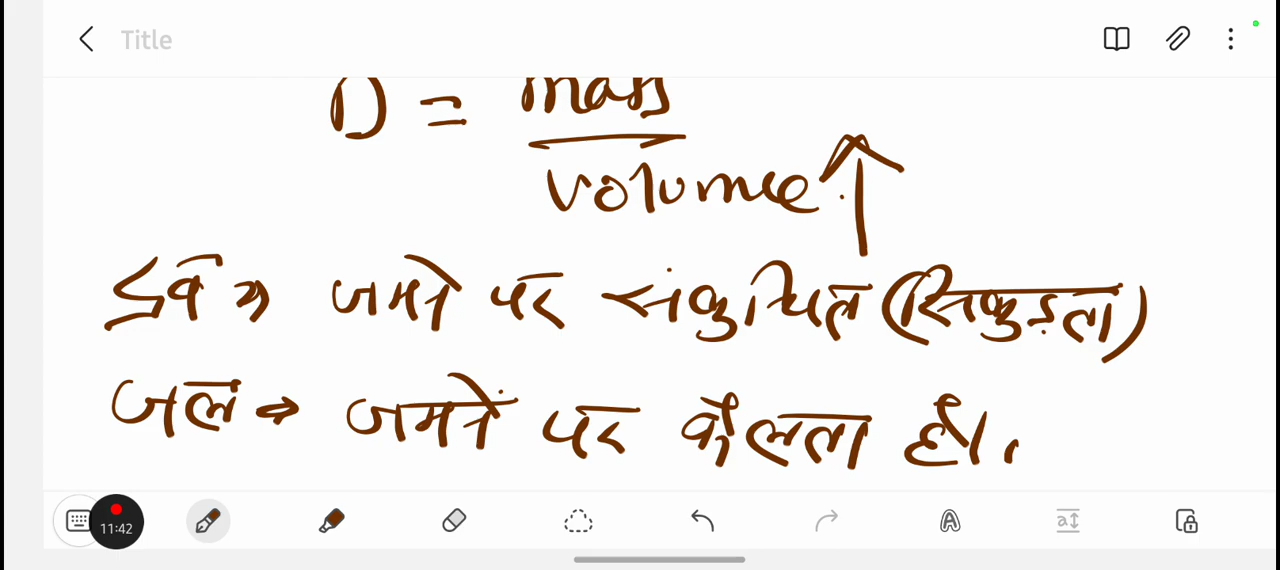 Title
D = mass
volume ↑
द्रव ⇒ जमने पर संकुचित (सिकुड़ता)
जल ⇒ जमने पर फैलता है।
11:42